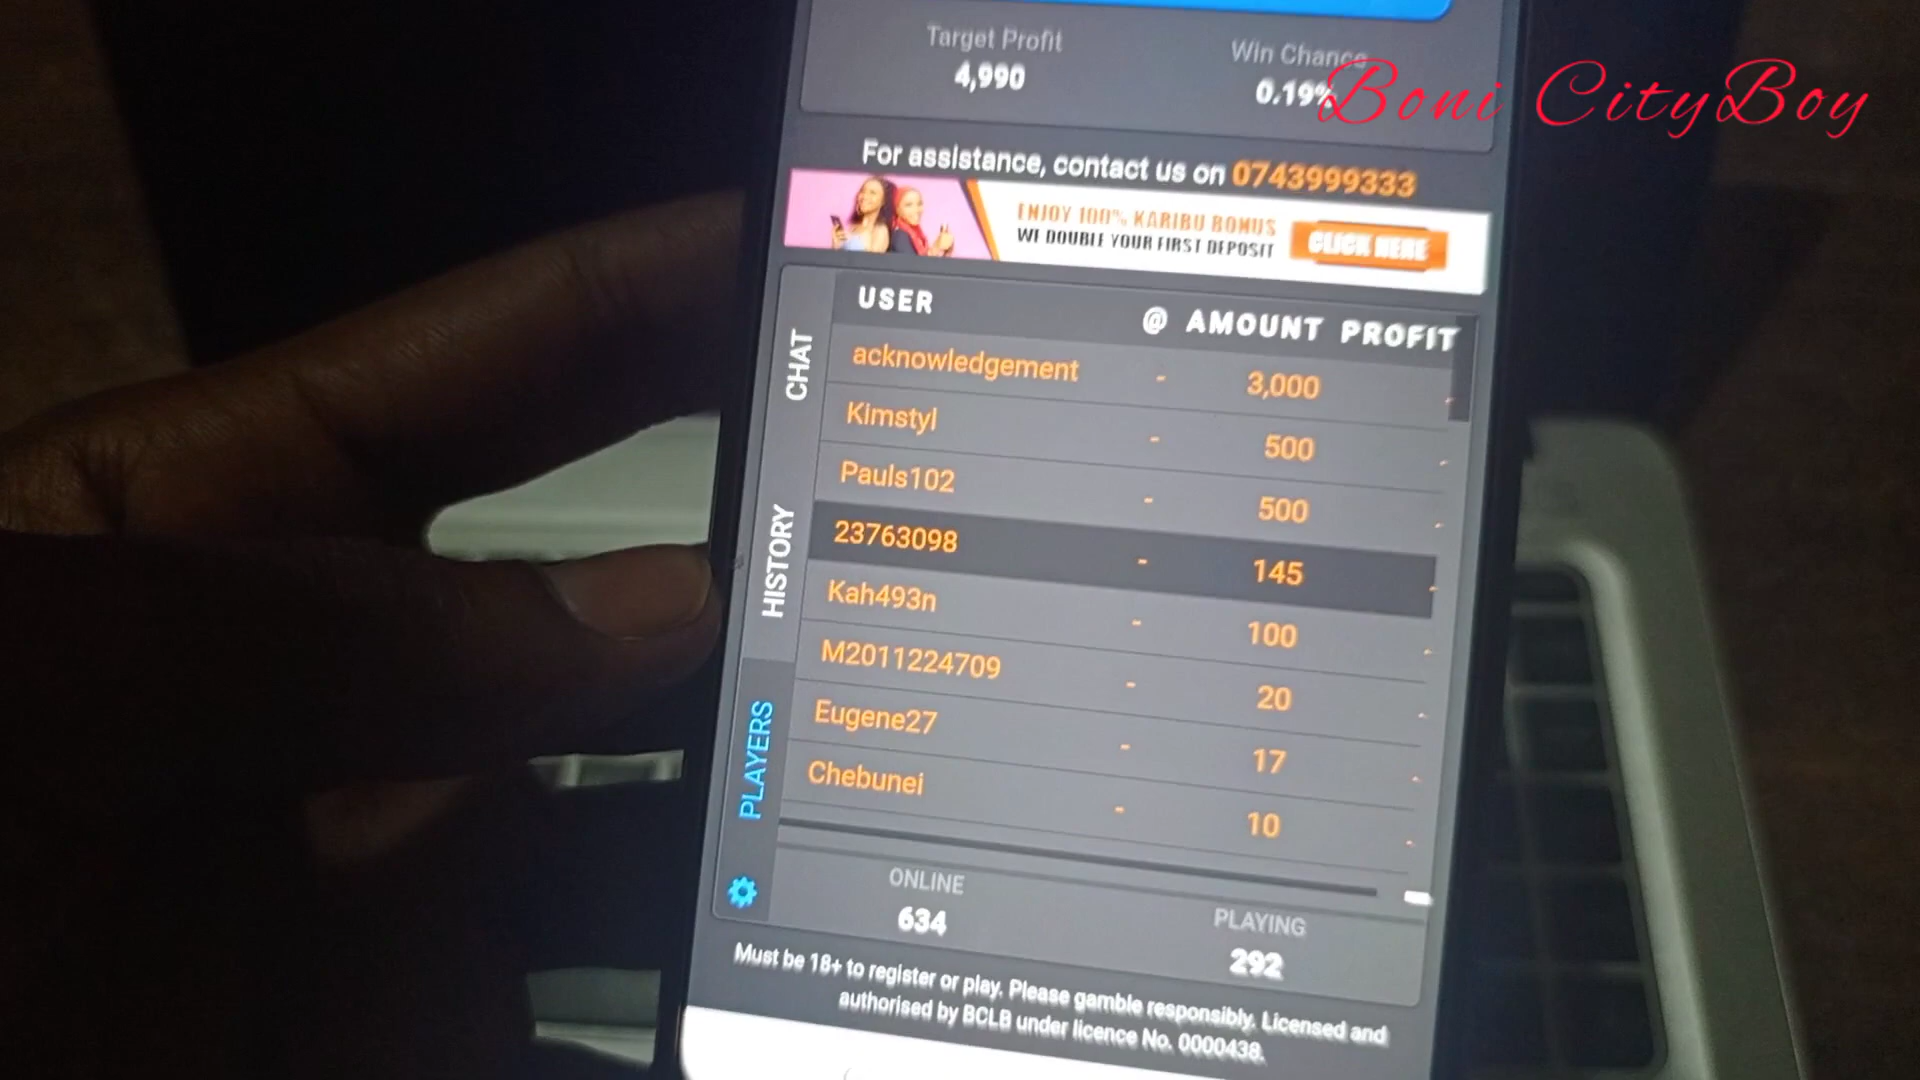 Target Profit
4,990
Win Chance
0.19%
Boni CityBoy
For assistance, contact us on 0743999333
ENJOY 100% KARIBU BONUS
WE DOUBLE YOUR FIRST DEPOSIT
CLICK HERE
CHAT
HISTORY
PLAYERS
USER @ AMOUNT PROFIT
acknowledgement - 3,000 -
Kimstyl - 500 -
Pauls102 - 500 -
23763098 - 145 -
Kah493n - 100 -
M2011224709 - 20 -
Eugene27 - 17 -
Chebunei - 10 -
ONLINE
634
PLAYING
292
Must be 18+ to register or play. Please gamble responsibly. Licensed and
authorised by BCLB under licence No. 0000438.